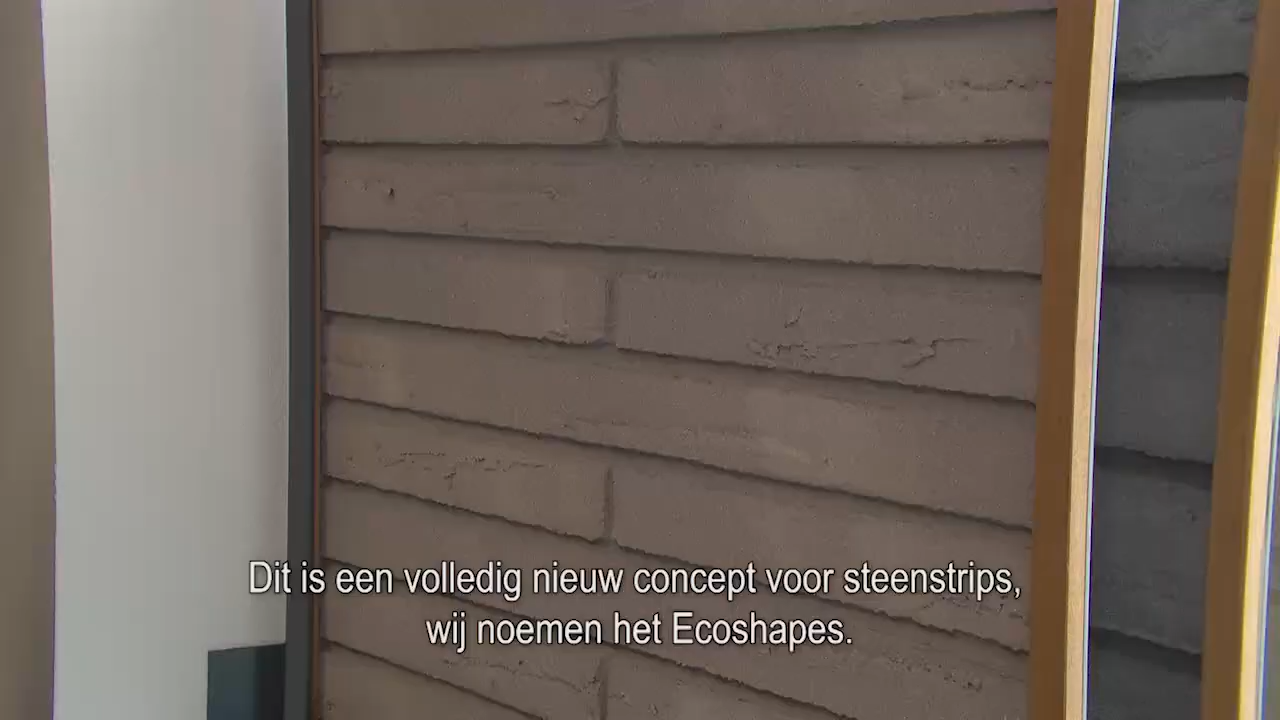 Dit is een volledig nieuw concept voor steenstrips,
wij noemen het Ecoshapes.